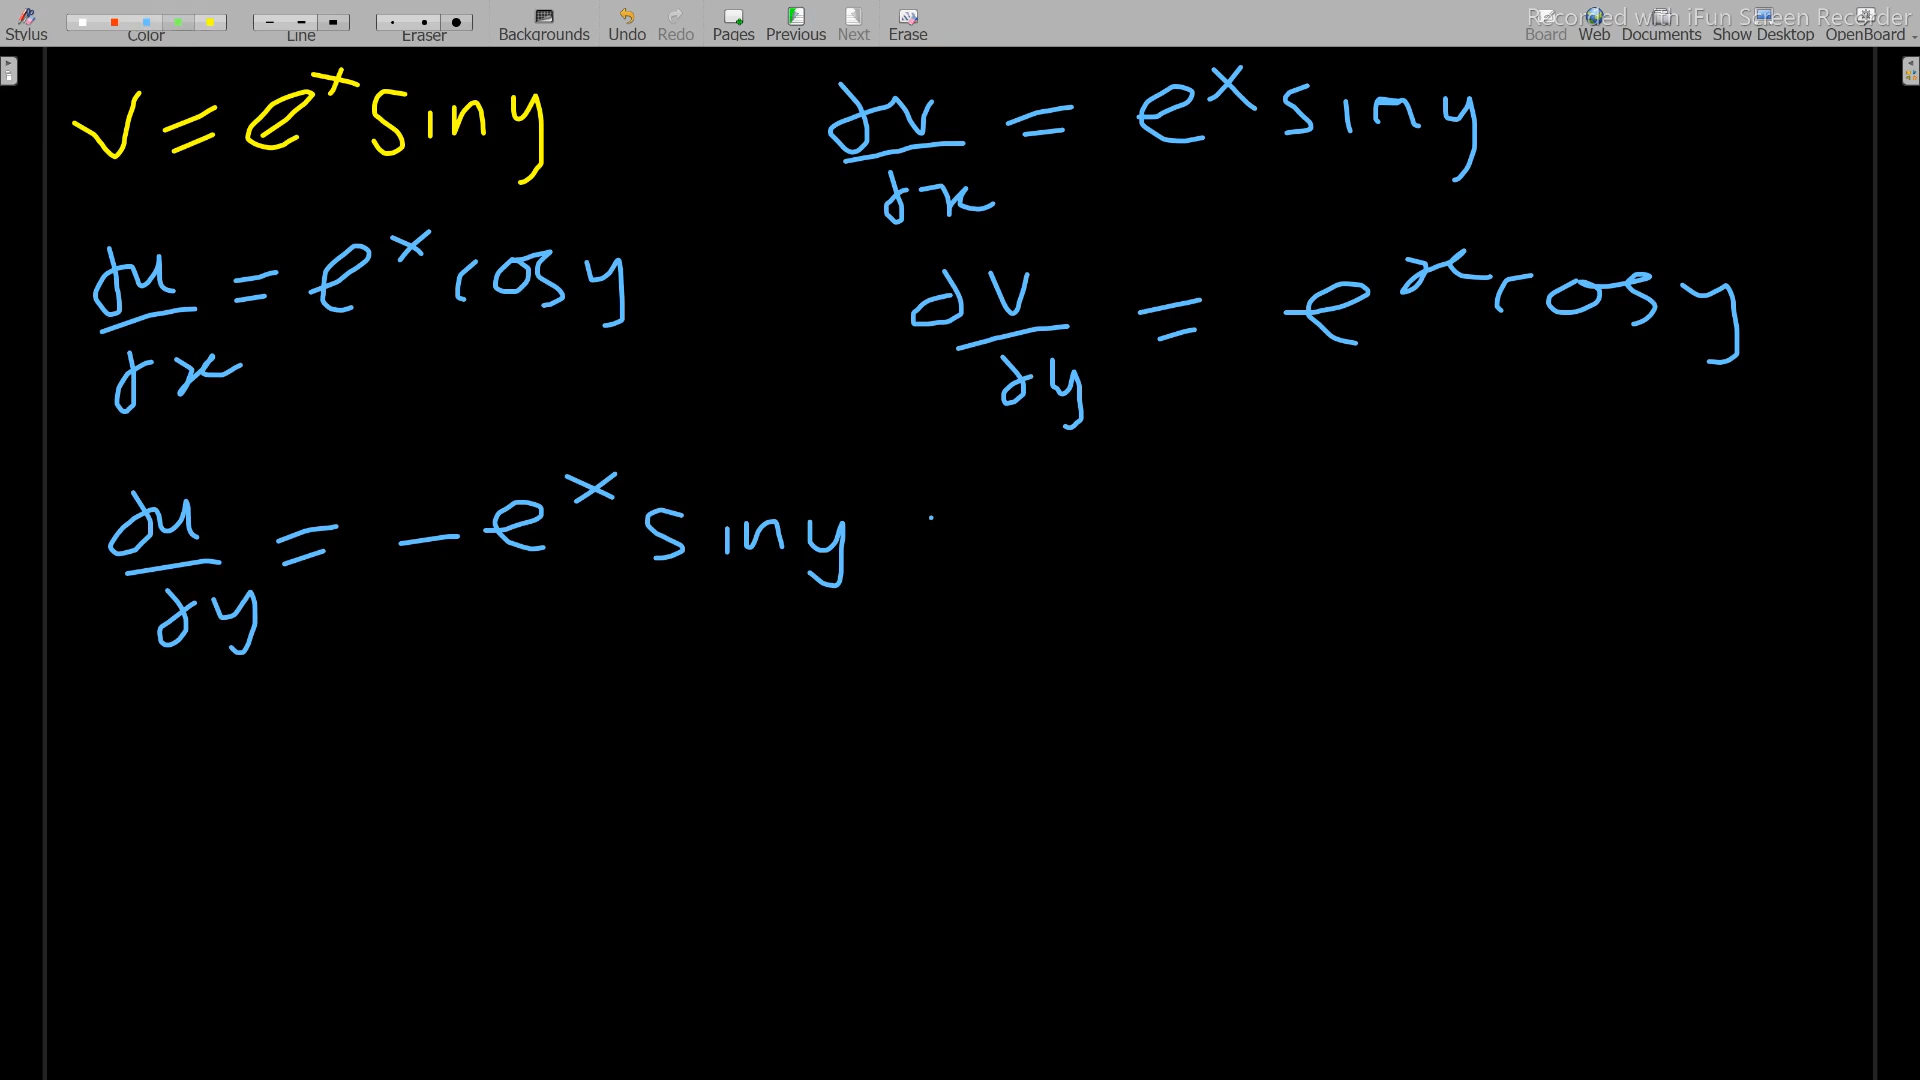 Recorded with iFun Screen Recorder
Stylus Color Line Eraser Backgrounds Undo Redo Pages Previous Next Erase Board Web Documents Show Desktop OpenBoard
v = e^x sin y
∂v/∂x = e^x sin y
∂u/∂x = e^x cos y
∂v/∂y = e^x cos y
∂u/∂y = - e^x sin y